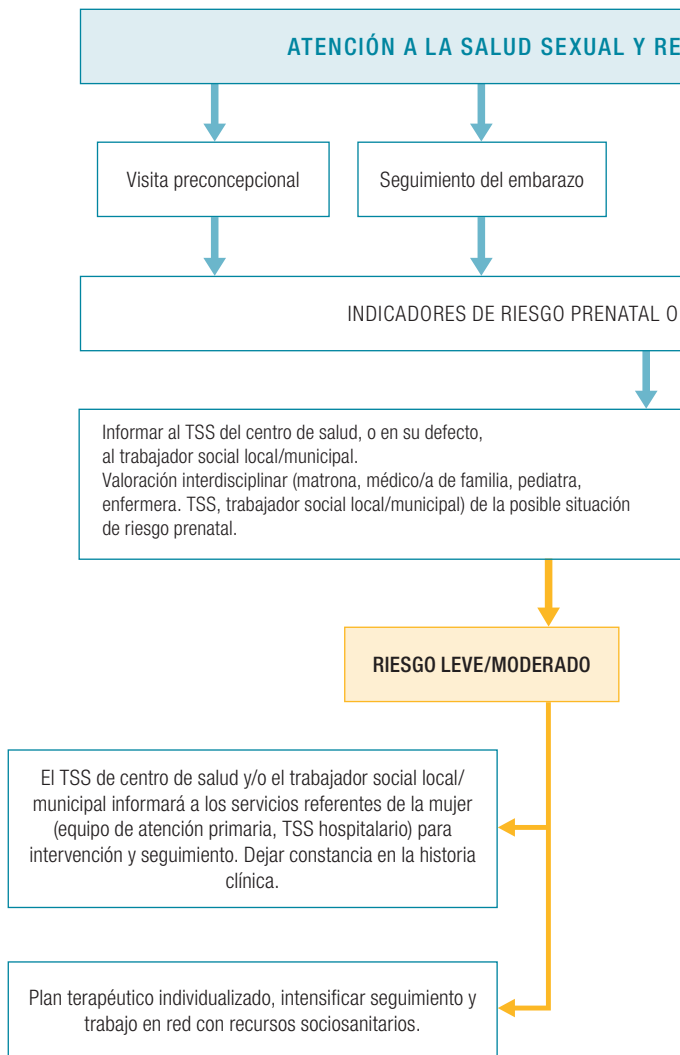 ATENCIÓN A LA SALUD SEXUAL Y RE
Visita preconcepcional
Seguimiento del embarazo
INDICADORES DE RIESGO PRENATAL O
Informar al TSS del centro de salud, o en su defecto,
al trabajador social local/municipal.
Valoración interdisciplinar (matrona, médico/a de familia, pediatra,
enfermera. TSS, trabajador social local/municipal) de la posible situación
de riesgo prenatal.
RIESGO LEVE/MODERADO
El TSS de centro de salud y/o el trabajador social local/
municipal informará a los servicios referentes de la mujer
(equipo de atención primaria, TSS hospitalario) para
intervención y seguimiento. Dejar constancia en la historia
clínica.
Plan terapéutico individualizado, intensificar seguimiento y
trabajo en red con recursos sociosanitarios.